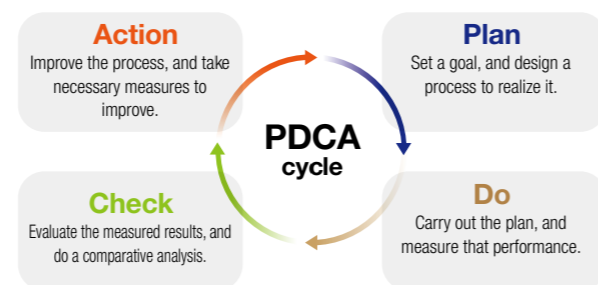 Action
Improve the process, and take
necessary measures to
improve.
Plan
Set a goal, and design a
process to realize it.
PDCA
cycle
Check
Evaluate the measured results, and
do a comparative analysis.
Do
Carry out the plan, and
measure that performance.